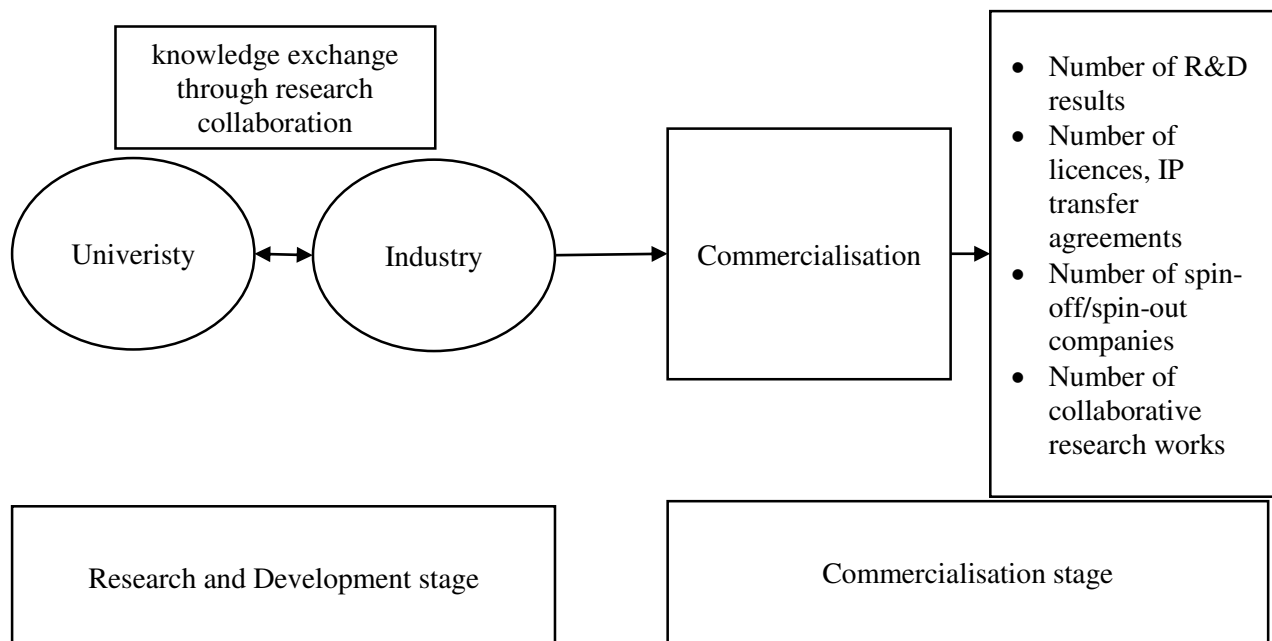 knowledge exchange
through research
collaboration
Univeristy
Industry
Commercialisation
• Number of R&D
results
• Number of
licences, IP
transfer
agreements
• Number of spin-
off/spin-out
companies
• Number of
collaborative
research works
Research and Development stage
Commercialisation stage